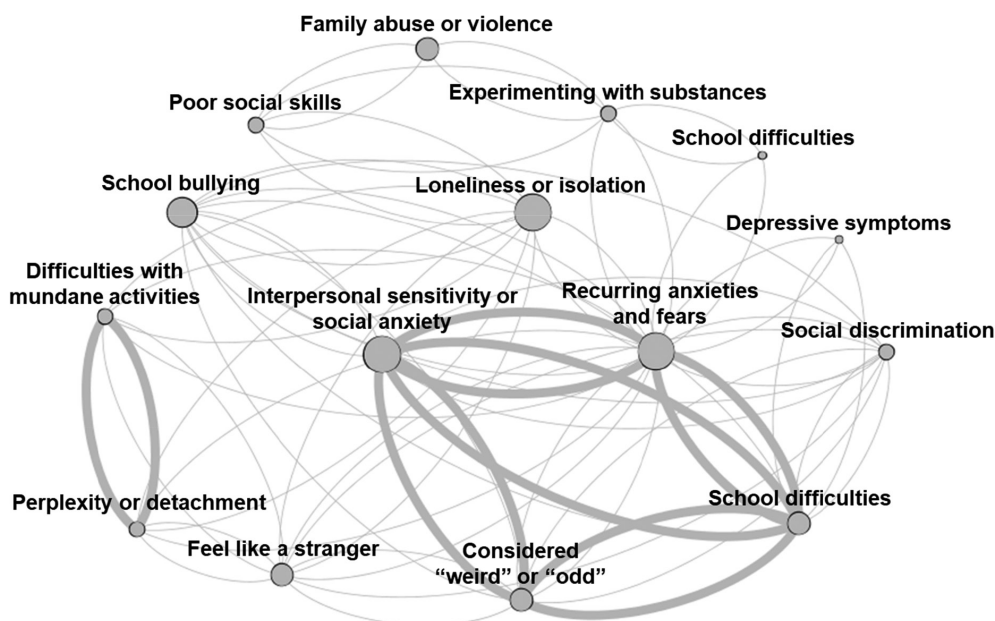 Family abuse or violence
Experimenting with substances
Poor social skills
School difficulties
School bullying
Loneliness or isolation
Depressive symptoms
Difficulties with
mundane activities
Interpersonal sensitivity or
social anxiety
Recurring anxieties
and fears
Social discrimination
Perplexity or detachment
School difficulties
Feel like a stranger
Considered
“weird” or “odd”